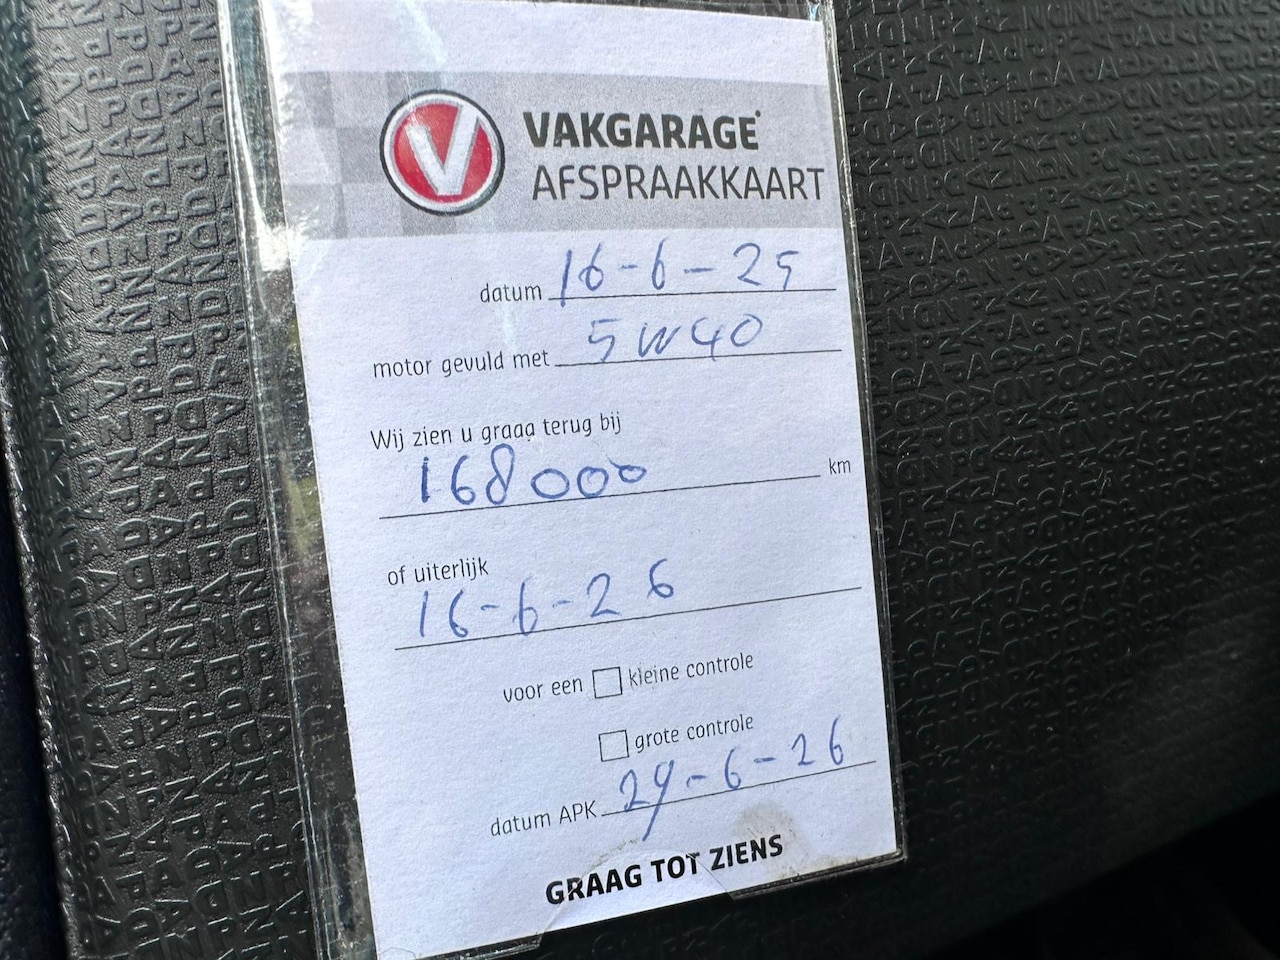 V
VAKGARAGE
AFSPRAAKKAART
datum 16-6-25
motor gevuld met 5W40
Wij zien u graag terug bij
168000 km
of uiterlijk
16-6-26
voor een kleine controle
grote controle
datum APK 29-6-26
GRAAG TOT ZIENS